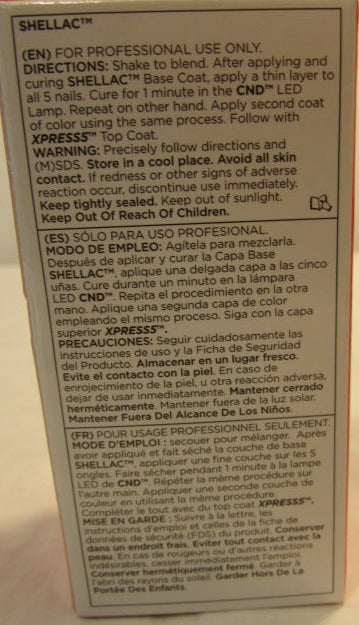 SHELLAC™
(EN) FOR PROFESSIONAL USE ONLY.
DIRECTIONS: Shake to blend. After applying and
curing SHELLAC™ Base Coat, apply a thin layer to
all 5 nails. Cure for 1 minute in the CND™ LED
Lamp. Repeat on other hand. Apply second coat
of color using the same process. Follow with
XPRESS5™ Top Coat.
WARNING: Precisely follow directions and
(M)SDS. Store in a cool place. Avoid all skin
contact. If redness or other signs of adverse
reaction occur, discontinue use immediately.
Keep tightly sealed. Keep out of sunlight.
Keep Out Of Reach Of Children.
(ES) SÓLO PARA USO PROFESIONAL.
MODO DE EMPLEO: Agítela para mezclarla.
Después de aplicar y curar la Capa Base
SHELLAC™, aplique una delgada capa a las cinco
uñas. Cure durante un minuto en la lámpara
LED CND™. Repita el procedimiento en la otra
mano. Aplique una segunda capa de color
empleando el mismo proceso. Siga con la capa
superior XPRESS5™.
PRECAUCIONES: Seguir cuidadosamente las
instrucciones de uso y la Ficha de Seguridad
del Producto. Almacenar en un lugar fresco.
Evite el contacto con la piel. En caso de
enrojecimiento de la piel, u otra reacción adversa,
dejar de usar inmediatamente. Mantener cerrado
herméticamente. Mantener fuera de la luz solar.
Mantener Fuera Del Alcance De Los Niños.
(FR) POUR USAGE PROFESSIONNEL SEULEMENT.
MODE D'EMPLOI : secouer pour mélanger. Après
avoir appliqué et fait séché la couche de base
SHELLAC™, appliquer une fine couche sur les 5
ongles. Faire sécher pendant 1 minute à la lampe
LED de CND™. Répéter la même procédure sur
l'autre main. Appliquer une seconde couche de
couleur en utilisant la même procédure.
Compléter le tout avec du top coat XPRESS5™.
MISE EN GARDE : Suivre à la lettre, les
instructions d'emploi et celles de la fiche de
données de sécurité (FDS) du produit. Conserver
dans un endroit frais. Eviter tout contact avec la
peau. En cas de rougeurs ou d'autres réactions
indésirables, cesser immédiatement l'emploi.
Conserver hermétiquement fermé. Garder à
l'abri des rayons du soleil. Garder Hors De La
Portée Des Enfants